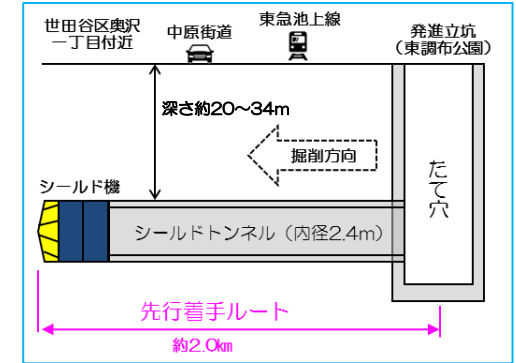 世田谷区奥沢
一丁目付近
中原街道
東急池上線
発進立坑
（東調布公園）
深さ約20～34m
掘削方向
たて穴
シールド機
シールドトンネル（内径2.4m）
先行着手ルート
約2.0km